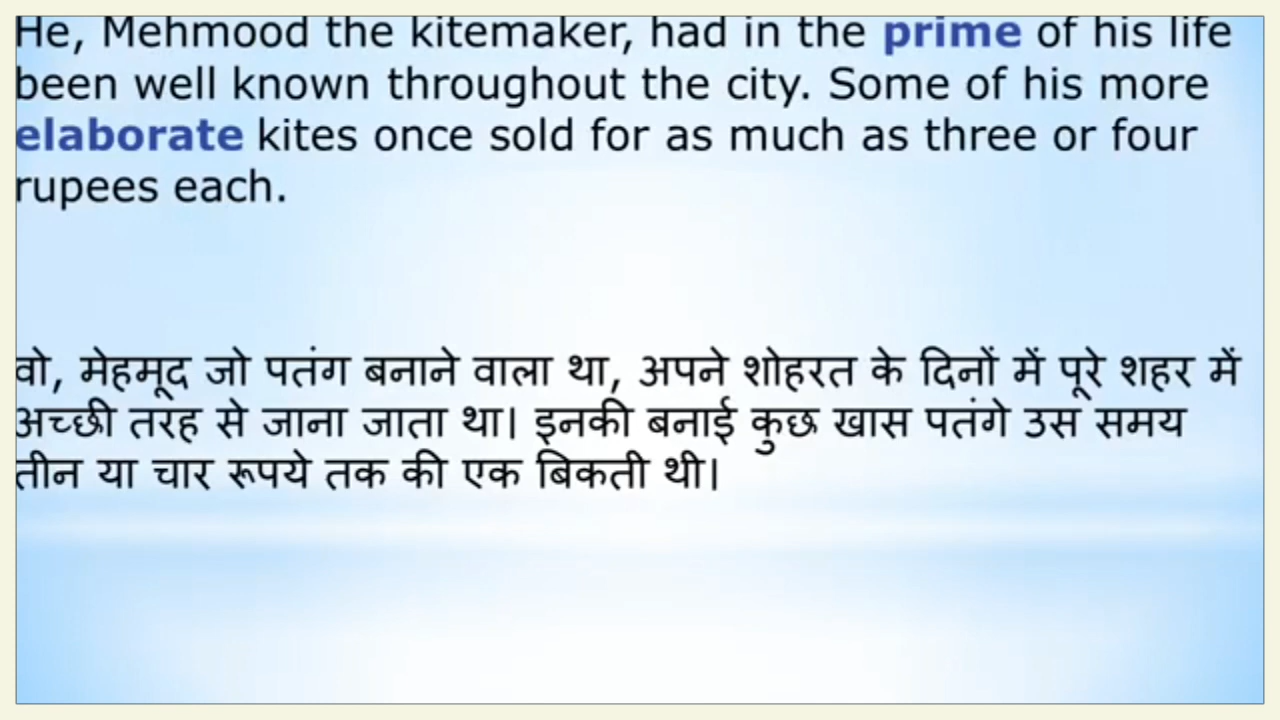 He, Mehmood the kitemaker, had in the prime of his life
been well known throughout the city. Some of his more
elaborate kites once sold for as much as three or four
rupees each.
वो, मेहमूद जो पतंग बनाने वाला था, अपने शोहरत के दिनों में पूरे शहर में
अच्छी तरह से जाना जाता था। इनकी बनाई कुछ खास पतंगे उस समय
तीन या चार रूपये तक की एक बिकती थी।